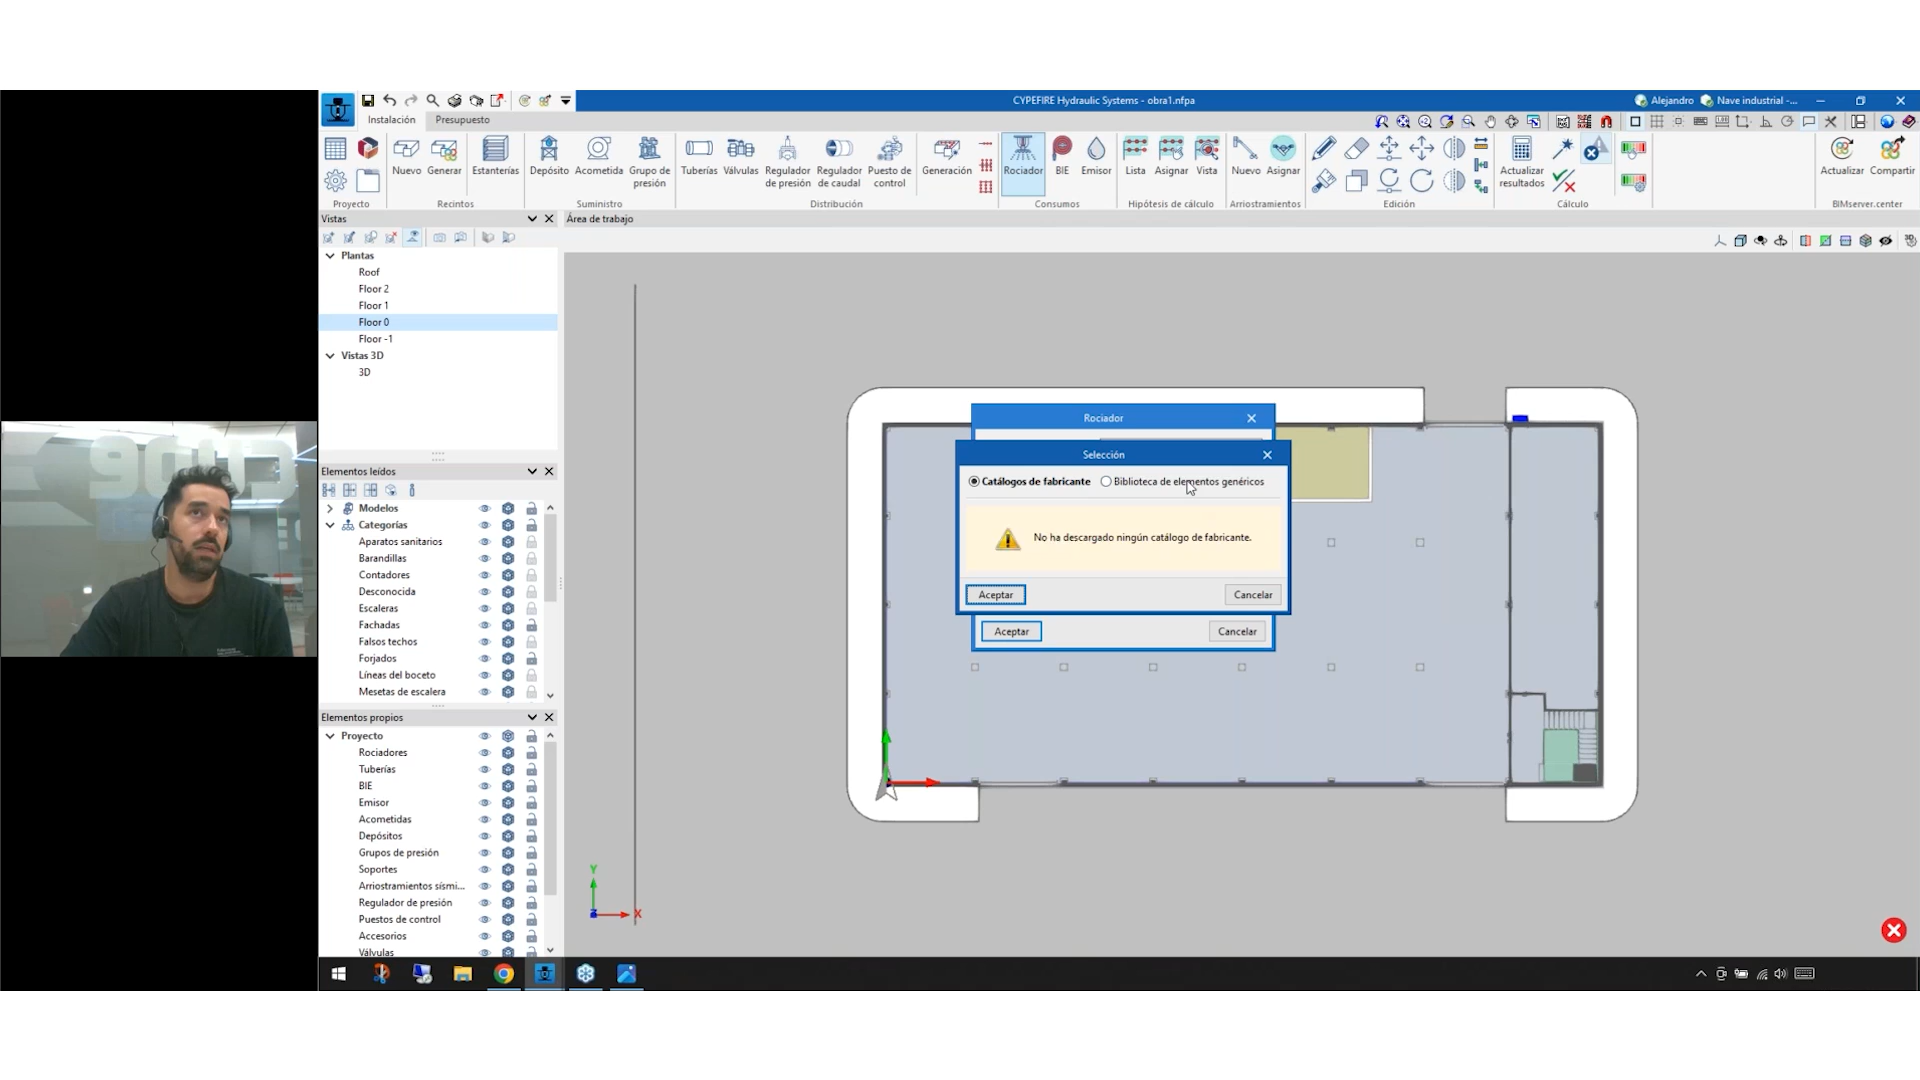 CYPEFIRE Hydraulic Systems - obra1.nfpa
Alejandro
Nave industrial -...
Instalación
Presupuesto
Nuevo
Generar
Estanterías
Depósito
Acometida
Grupo de
presión
Tuberías
Válvulas
Regulador
de presión
Regulador
de caudal
Puesto de
control
Generación
Rociador
BIE
Emisor
Lista
Asignar
Vista
Nuevo
Asignar
Actualizar
resultados
Actualizar
Compartir
Proyecto
Recintos
Suministro
Distribución
Consumos
Hipótesis de cálculo
Arriostramientos
Edición
Cálculo
BIMserver.center
Vistas
Área de trabajo
Plantas
Roof
Floor 2
Floor 1
Floor 0
Floor -1
Vistas 3D
3D
Elementos leídos
Modelos
Categorías
Aparatos sanitarios
Barandillas
Contadores
Desconocida
Escaleras
Fachadas
Falsos techos
Forjados
Líneas del boceto
Mesetas de escalera
Elementos propios
Proyecto
Rociadores
Tuberías
BIE
Emisor
Acometidas
Depósitos
Grupos de presión
Soportes
Arriostramientos sísmi...
Regulador de presión
Puestos de control
Accesorios
Válvulas
Rociador
Selección
Catálogos de fabricante
Biblioteca de elementos genéricos
No ha descargado ningún catálogo de fabricante.
Aceptar
Cancelar
Aceptar
Cancelar
Y
X